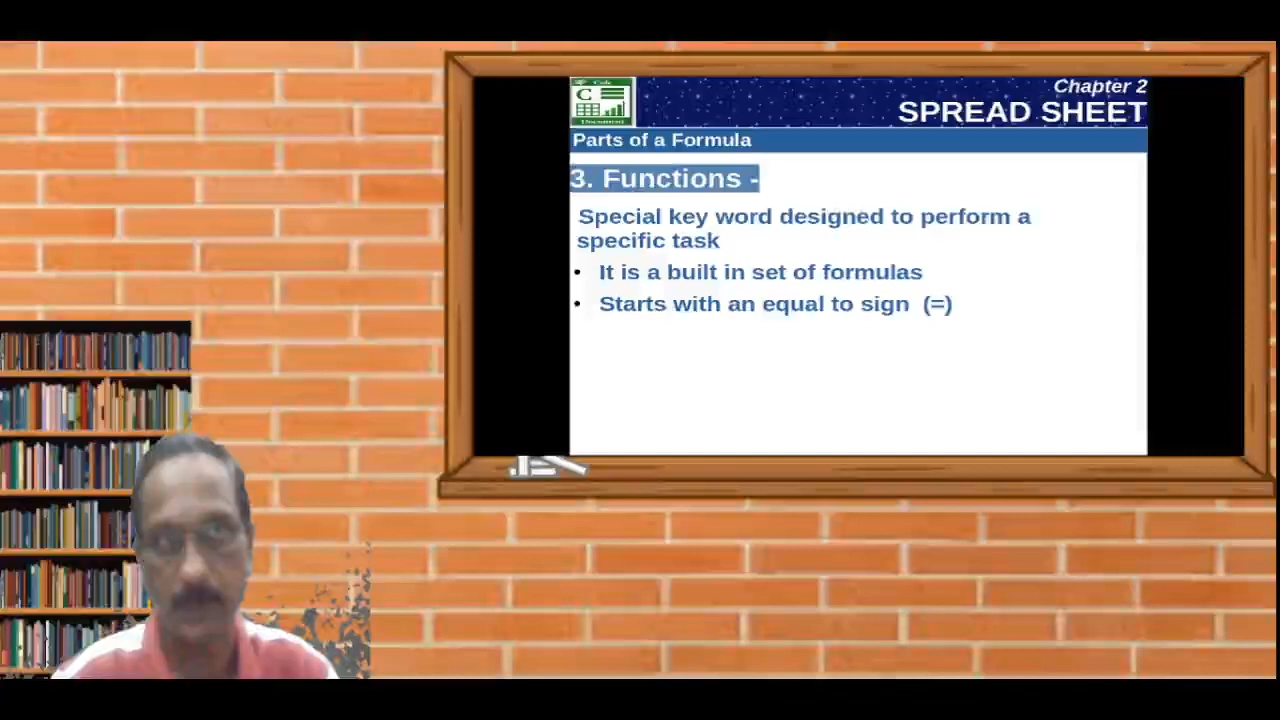 Calc
C
Chapter 2
SPREAD SHEET
Parts of a Formula
3. Functions -
Special key word designed to perform a
specific task
• It is a built in set of formulas
• Starts with an equal to sign (=)